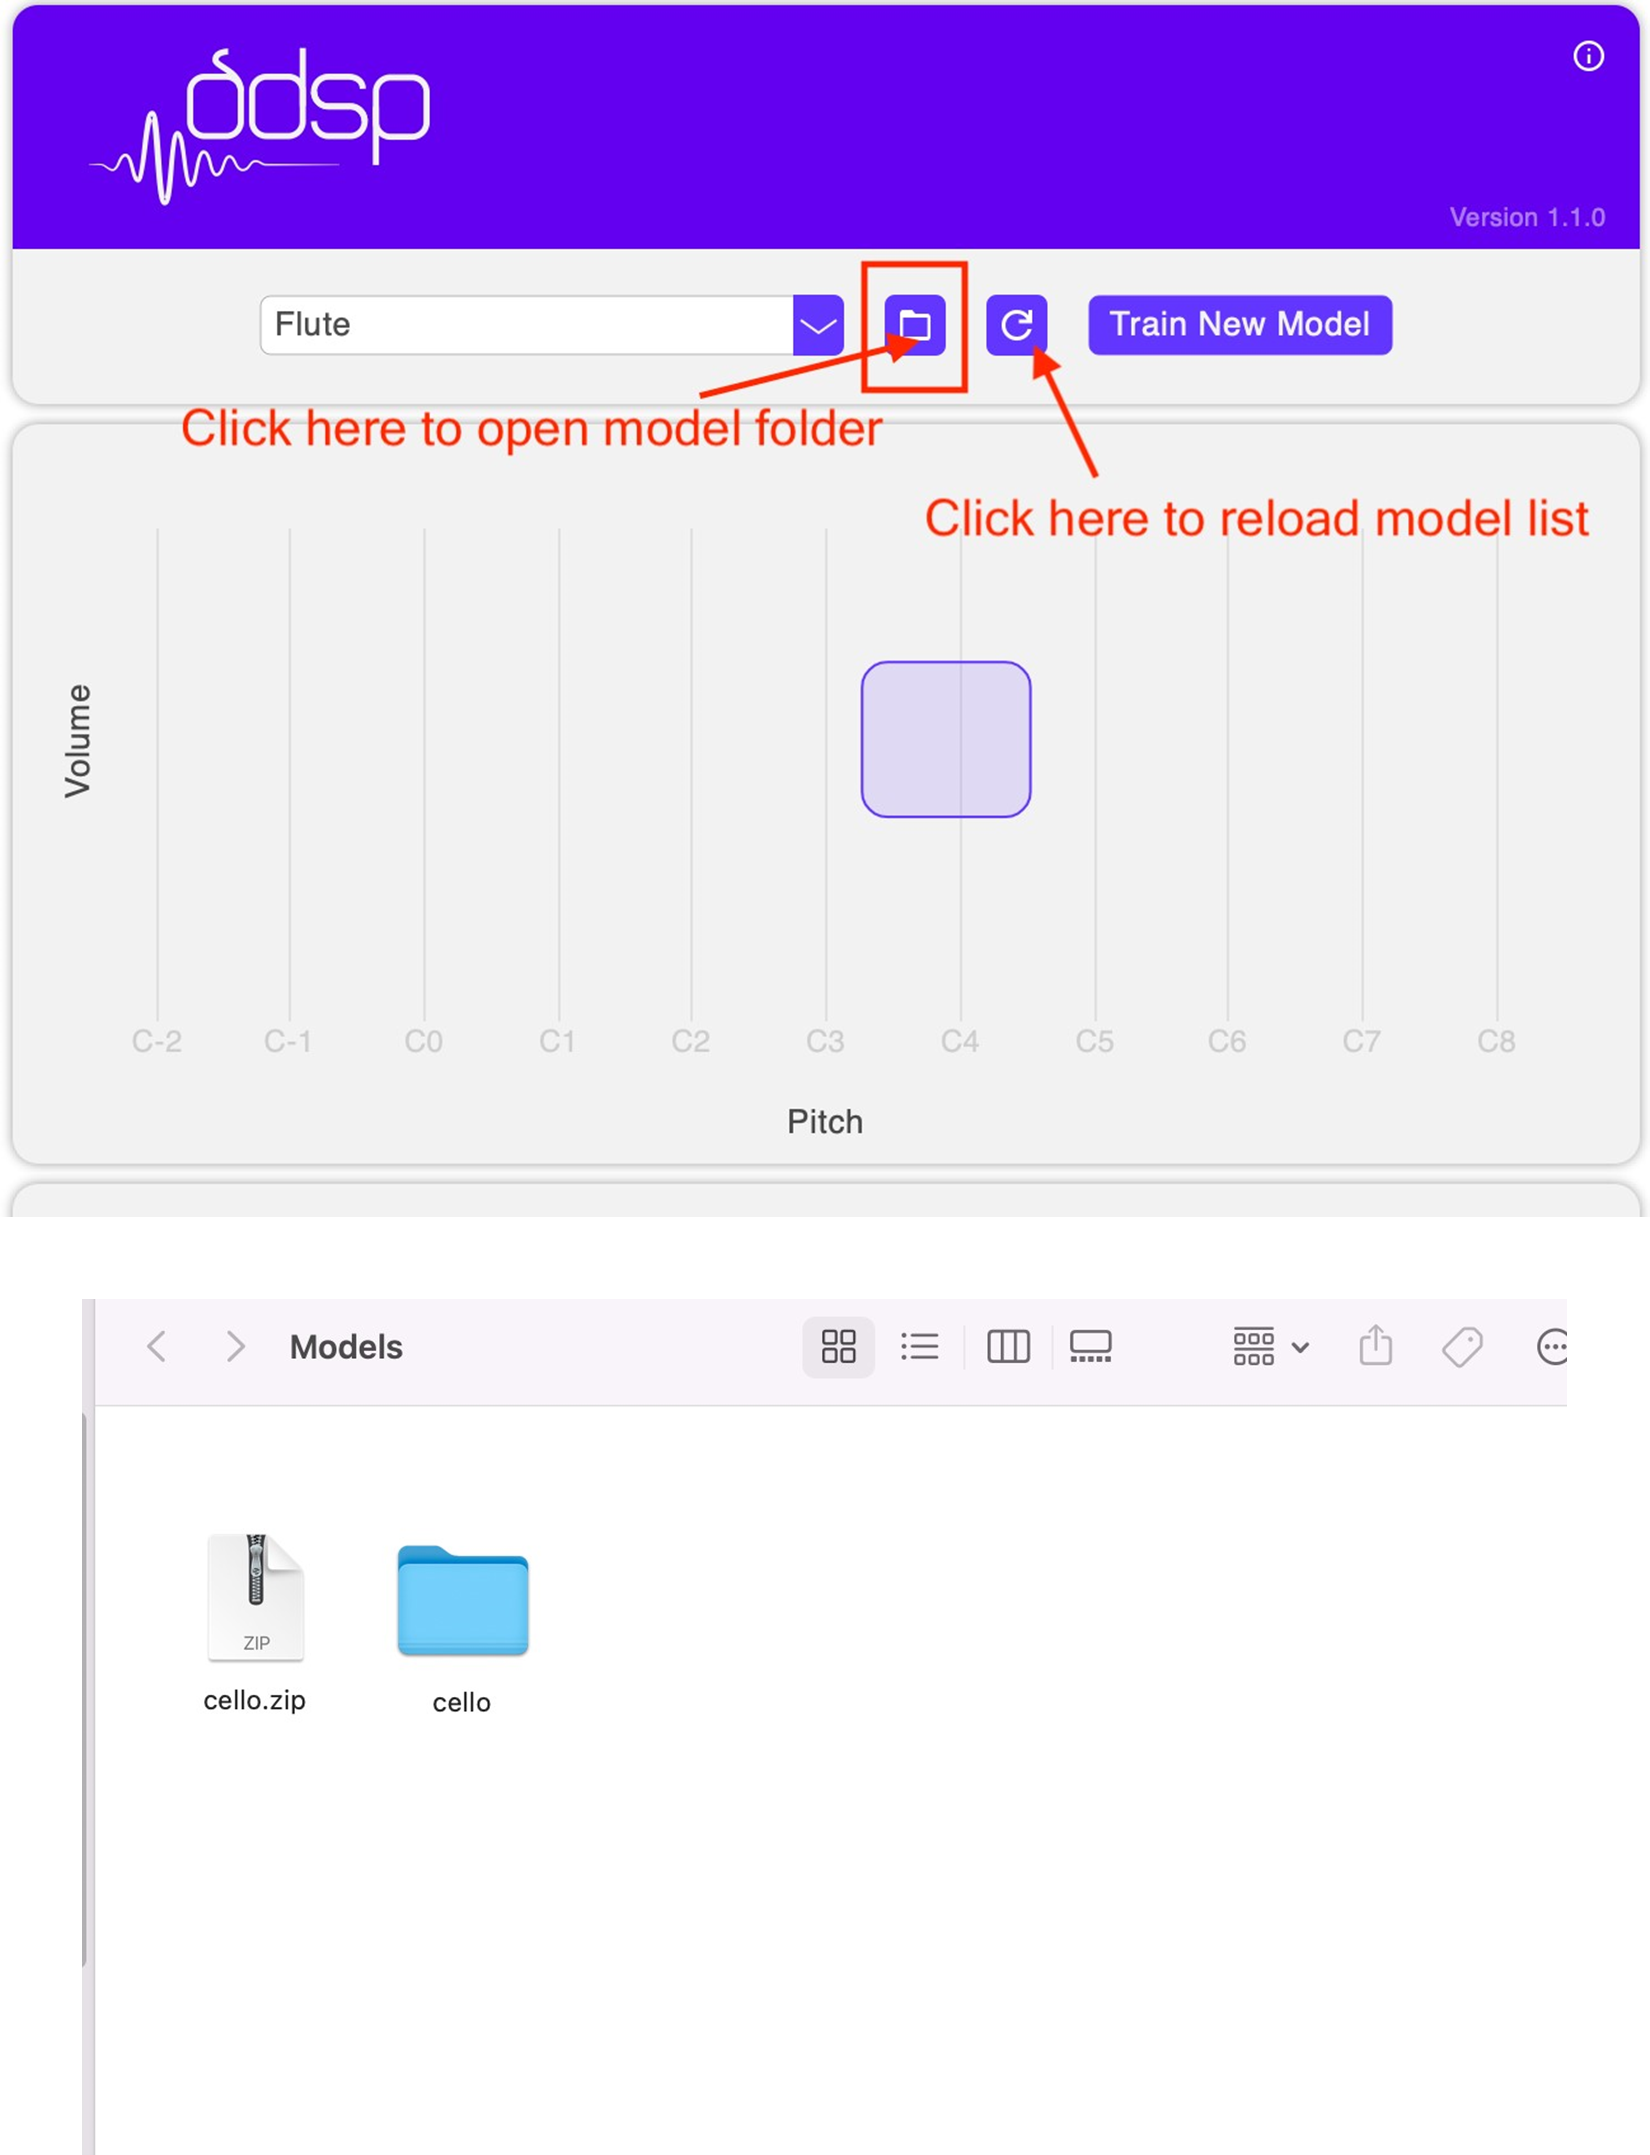 ddsp
Version 1.1.0
Flute
Train New Model
Click here to open model folder
Click here to reload model list
Volume
C-2 C-1 C0 C1 C2 C3 C4 C5 C6 C7 C8
Pitch
Models
ZIP
cello.zip cello